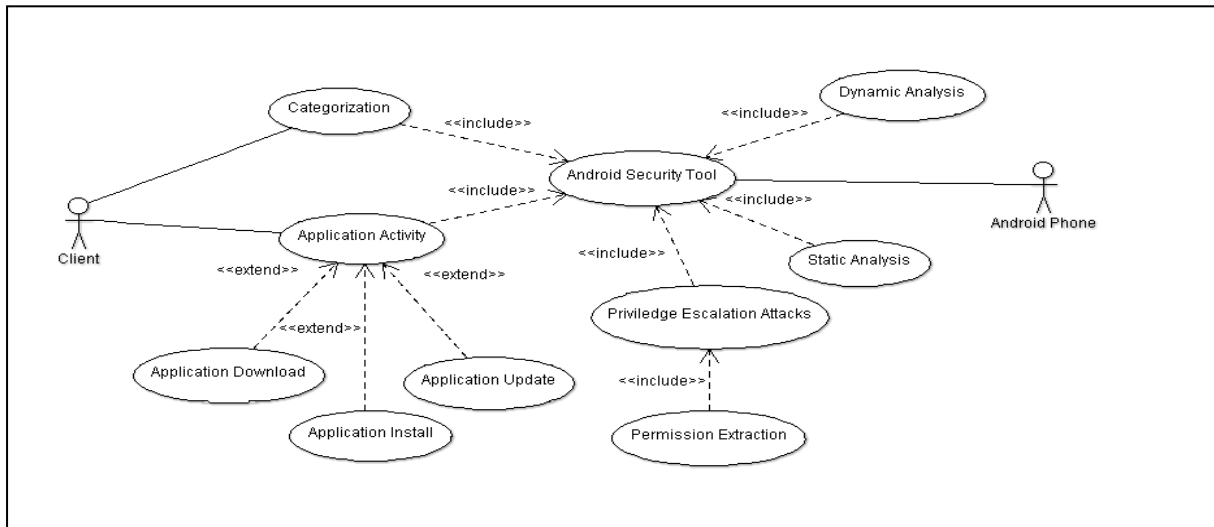 Dynamic Analysis
Categorization
<<include>>
<<include>>
Android Security Tool
<<include>>
<<include>>
Android Phone
Client
Application Activity
<<include>>
Static Analysis
<<extend>>
<<extend>>
Priviledge Escalation Attacks
<<extend>>
Application Download
Application Update
<<include>>
Application Install
Permission Extraction